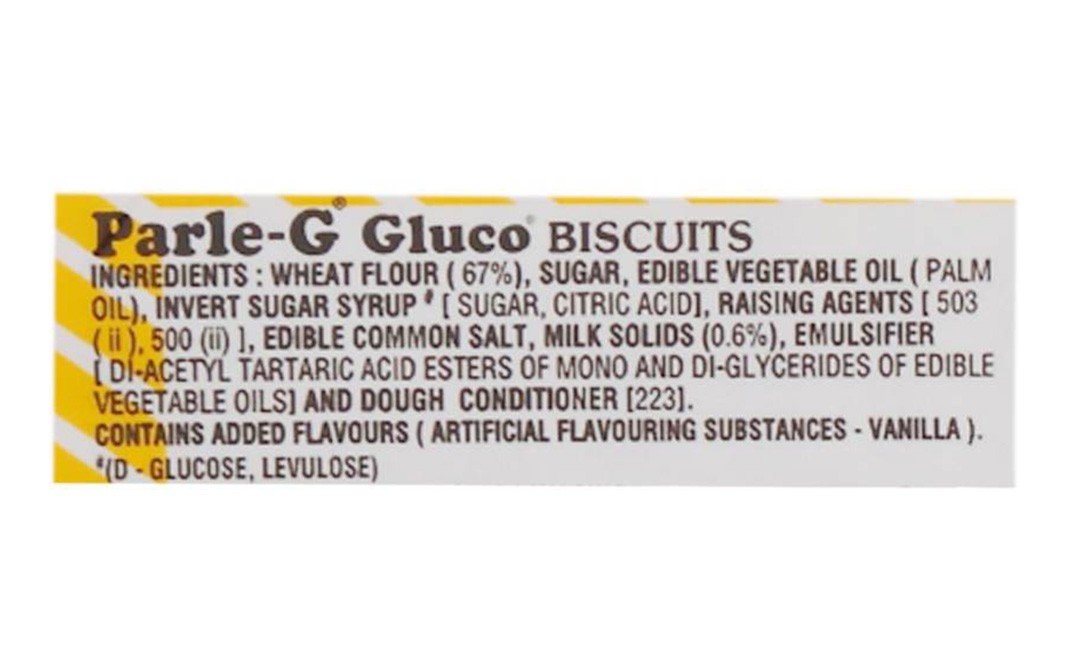 Parle-G® Gluco® BISCUITS
INGREDIENTS : WHEAT FLOUR ( 67%), SUGAR, EDIBLE VEGETABLE OIL ( PALM
OIL), INVERT SUGAR SYRUP # [ SUGAR, CITRIC ACID], RAISING AGENTS [ 503
( ii ), 500 (ii) ], EDIBLE COMMON SALT, MILK SOLIDS (0.6%), EMULSIFIER
[ DI-ACETYL TARTARIC ACID ESTERS OF MONO AND DI-GLYCERIDES OF EDIBLE
VEGETABLE OILS] AND DOUGH CONDITIONER [223].
CONTAINS ADDED FLAVOURS ( ARTIFICIAL FLAVOURING SUBSTANCES - VANILLA ).
#(D - GLUCOSE, LEVULOSE)